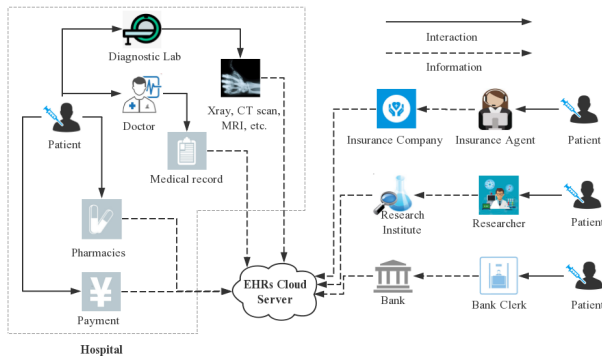 Interaction
Information
Diagnostic Lab
Doctor
Xray, CT scan,
MRI, etc.
Patient
Medical record
Pharmacies
Payment
Hospital
EHRs Cloud
Server
Insurance Company
Insurance Agent
Patient
Research
Institute
Researcher
Patient
Bank
Bank Clerk
Patient